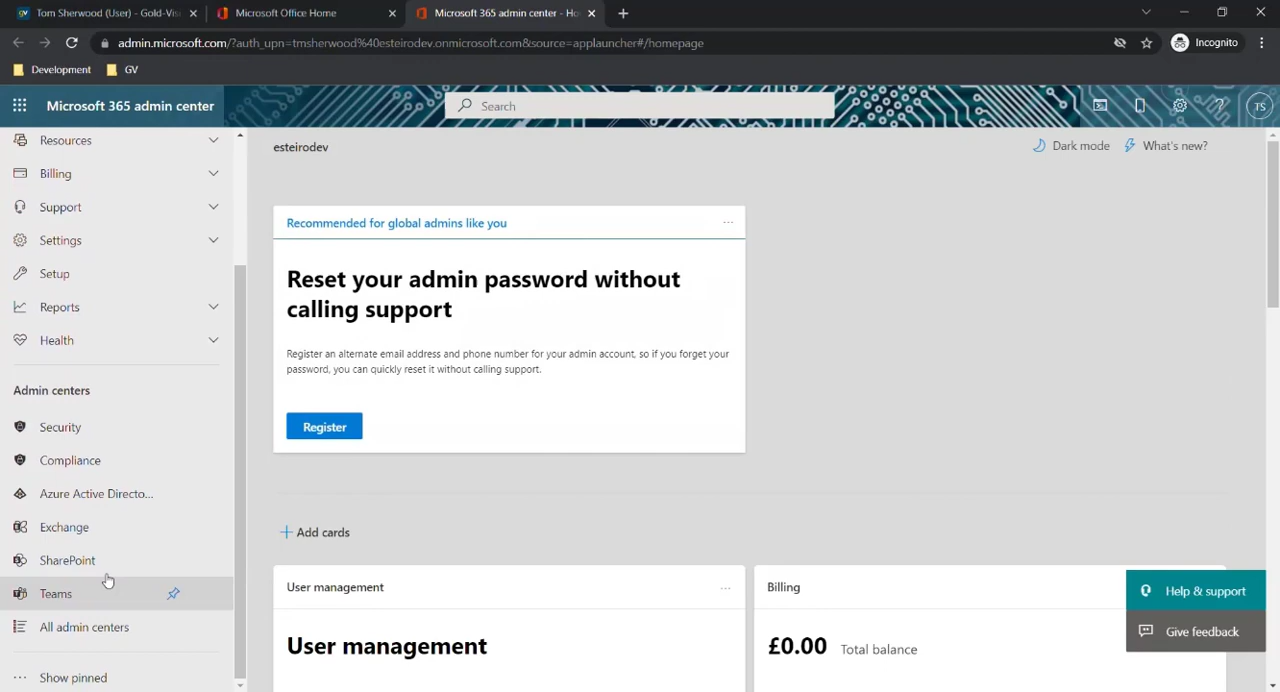 Tom Sherwood (User) - Gold-Vis
Microsoft Office Home
Microsoft 365 admin center - Ho
admin.microsoft.com/?auth_upn=tmsherwood%40esteirodev.onmicrosoft.com&source=applauncher#/homepage
Incognito
Development
GV
Microsoft 365 admin center
Search
TS
Resources
Billing
Support
Settings
Setup
Reports
Health
Admin centers
Security
Compliance
Azure Active Directo...
Exchange
SharePoint
Teams
All admin centers
Show pinned
esteirodev
Dark mode
What's new?
Recommended for global admins like you
Reset your admin password without
calling support
Register an alternate email address and phone number for your admin account, so if you forget your
password, you can quickly reset it without calling support.
Register
Add cards
User management
User management
Billing
£0.00
Total balance
Help & support
Give feedback